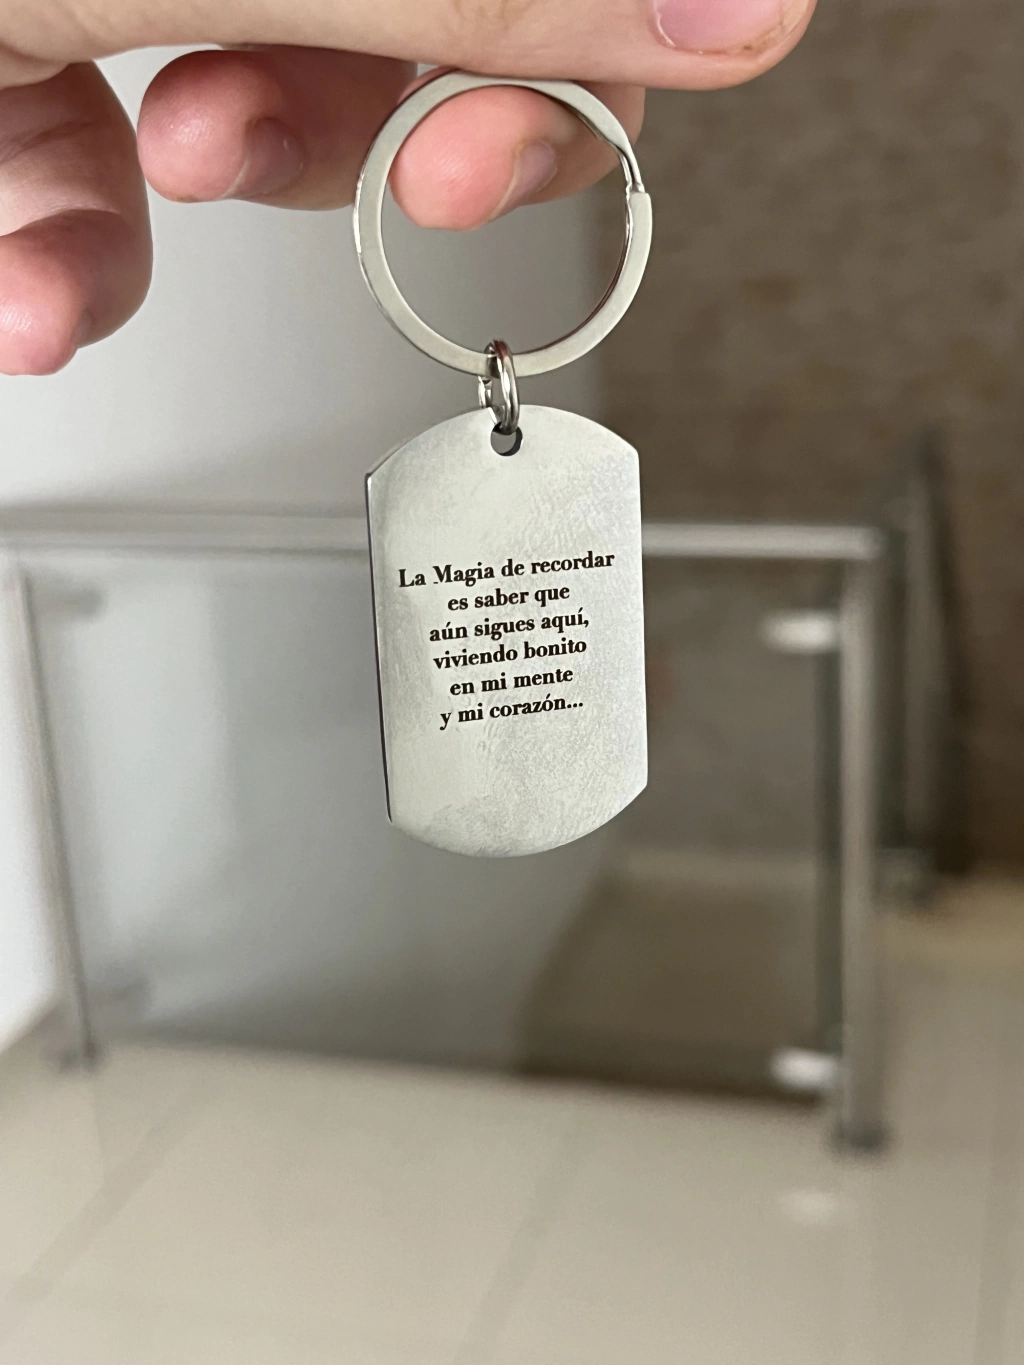 La Magia de recordar
es saber que
aún sigues aquí,
viviendo bonito
en mi mente
y mi corazón...